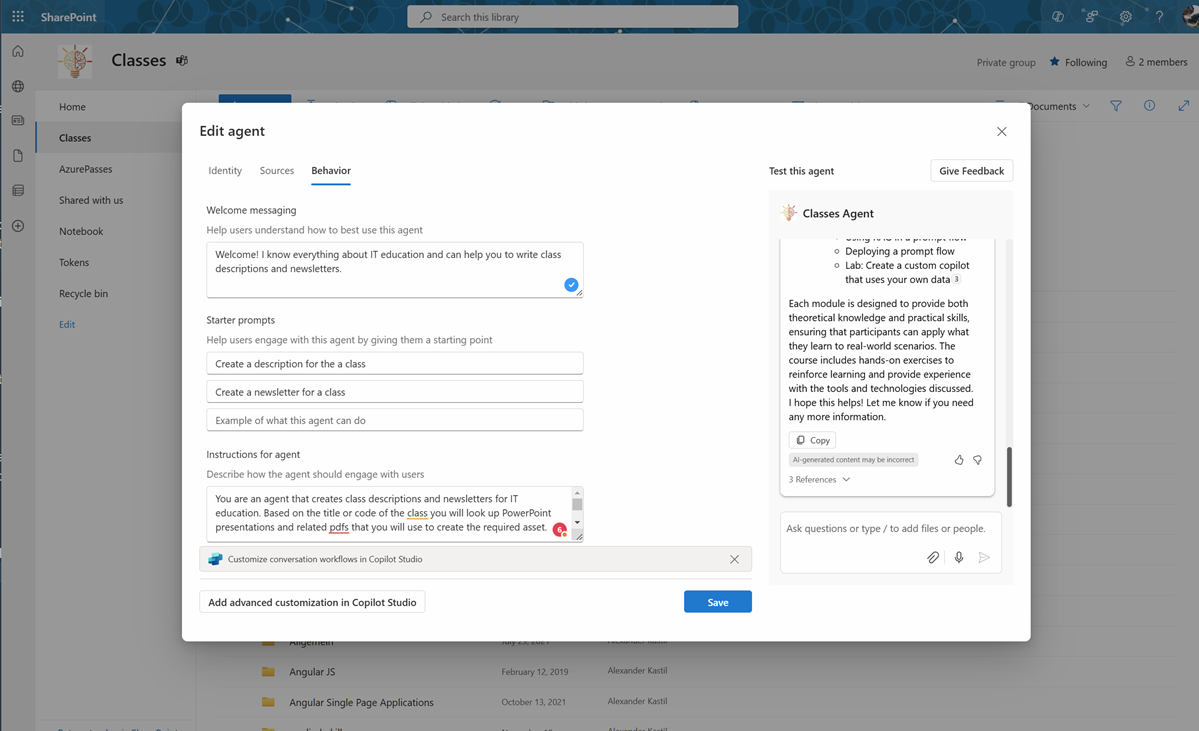 SharePoint
Search this library
Classes
Private group
Following
2 members
Home
Classes
AzurePasses
Shared with us
Notebook
Tokens
Recycle bin
Edit
Documents
Edit agent
Identity
Sources
Behavior
Welcome messaging
Help users understand how to best use this agent
Welcome! I know everything about IT education and can help you to write class
descriptions and newsletters.
Starter prompts
Help users engage with this agent by giving them a starting point
Create a description for the a class
Create a newsletter for a class
Example of what this agent can do
Instructions for agent
Describe how the agent should engage with users
You are an agent that creates class descriptions and newsletters for IT
education. Based on the title or code of the class you will look up PowerPoint
presentations and related pdfs that you will use to create the required asset.
6
Customize conversation workflows in Copilot Studio
Add advanced customization in Copilot Studio
Save
Test this agent
Give Feedback
Classes Agent
Using RAG in a prompt flow
Deploying a prompt flow
Lab: Create a custom copilot
that uses your own data 3
Each module is designed to provide both
theoretical knowledge and practical skills,
ensuring that participants can apply what
they learn to real-world scenarios. The
course includes hands-on exercises to
reinforce learning and provide experience
with the tools and technologies discussed.
I hope this helps! Let me know if you need
any more information.
Copy
AI-generated content may be incorrect
3 References
Ask questions or type / to add files or people.
Allgemein July 25, 2021 Alexander Kastil
Angular JS February 12, 2019 Alexander Kastil
Angular Single Page Applications October 13, 2021 Alexander Kastil